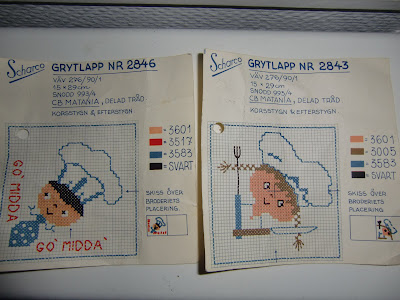 Scharco
GRYTLAPP NR 2846
VÄV 276/90/1
15 x 29 cm
SNODD 993/4
CB MATANIA, DELAD TRÅD
KORSSTYGN & EFTERSTYGN
GO' MIDDA'
GO' MIDDA'
= 3601
= 3517
= 3583
= SVART
SKISS ÖVER
BRODERIETS
PLACERING.
Scharco
GRYTLAPP NR 2843
VÄV 276/90/1
15 x 29 cm
SNODD 993/4
CB MATANIA, DELAD TRÅD
KORSSTYGN & EFTERSTYGN
= 3601
= 3005
= 3583
= SVART
SKISS ÖVER
BRODERIETS
PLACERING.